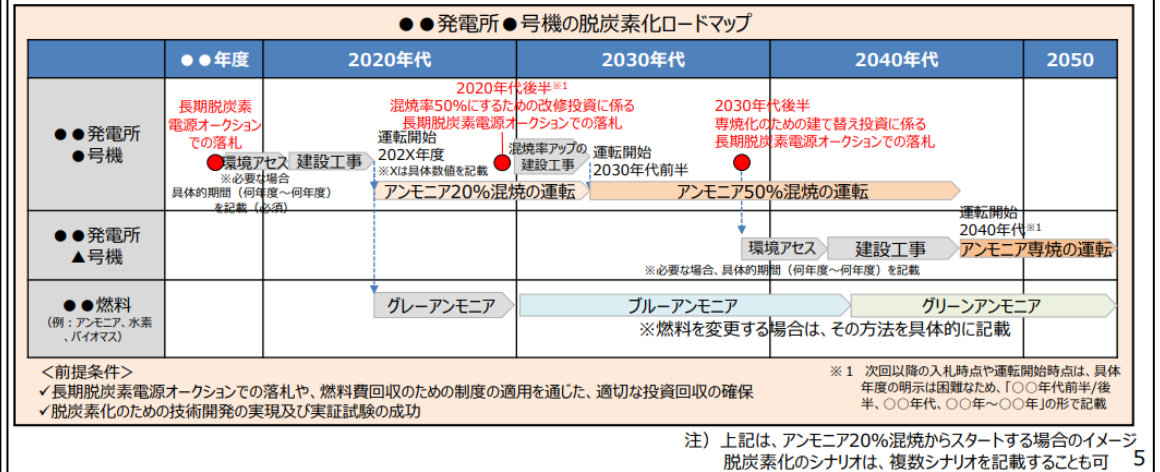 ●●発電所●号機の脱炭素化ロードマップ
●●年度
2020年代
2030年代
2040年代
2050
●●発電所
●号機
長期脱炭素
電源オークション
での落札
環境アセス
建設工事
※必要な場合
具体的期間（何年度～何年度）
を記載（必須）
2020年代後半※1
混焼率50%にするための改修投資に係る
長期脱炭素電源オークションでの落札
運転開始
202X年度
※Xは具体数値を記載
混焼率アップの
建設工事
運転開始
2030年代前半
2030年代後半
専焼化のための建て替え投資に係る
長期脱炭素電源オークションでの落札
アンモニア20%混焼の運転
アンモニア50%混焼の運転
●●発電所
▲号機
運転開始
2040年代※1
環境アセス
建設工事
アンモニア専焼の運転
※必要な場合、具体的期間（何年度～何年度）を記載
●●燃料
（例：アンモニア、水素
、バイオマス）
グレーアンモニア
ブルーアンモニア
グリーンアンモニア
※燃料を変更する場合は、その方法を具体的に記載
＜前提条件＞
✓長期脱炭素電源オークションでの落札や、燃料費回収のための制度の適用を通じた、適切な投資回収の確保
✓脱炭素化のための技術開発の実現及び実証試験の成功
※１ 次回以降の入札時点や運転開始時点は、具体
年度の明示は困難なため、「○○年代前半/後
半、○○年代、○○年～○○年」の形で記載
注）上記は、アンモニア20%混焼からスタートする場合のイメージ
脱炭素化のシナリオは、複数シナリオを記載することも可
5